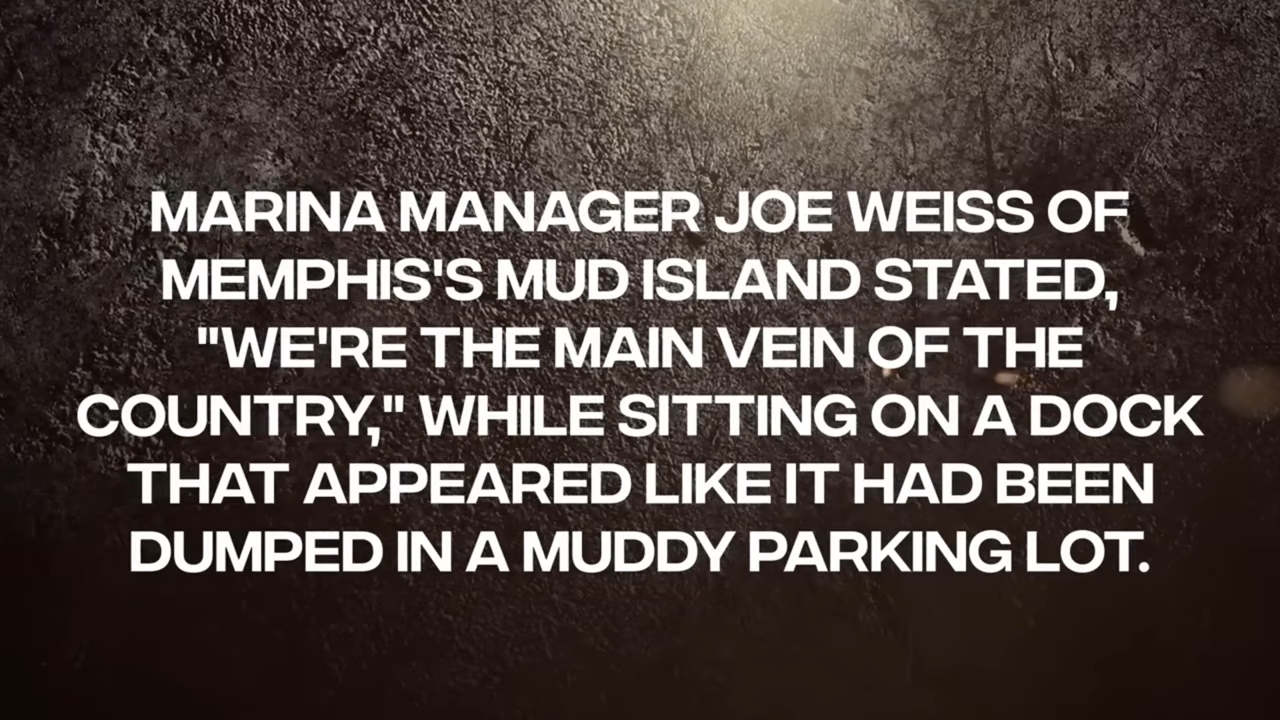 MARINA MANAGER JOE WEISS OF
MEMPHIS'S MUD ISLAND STATED,
"WE'RE THE MAIN VEIN OF THE
COUNTRY," WHILE SITTING ON A DOCK
THAT APPEARED LIKE IT HAD BEEN
DUMPED IN A MUDDY PARKING LOT.